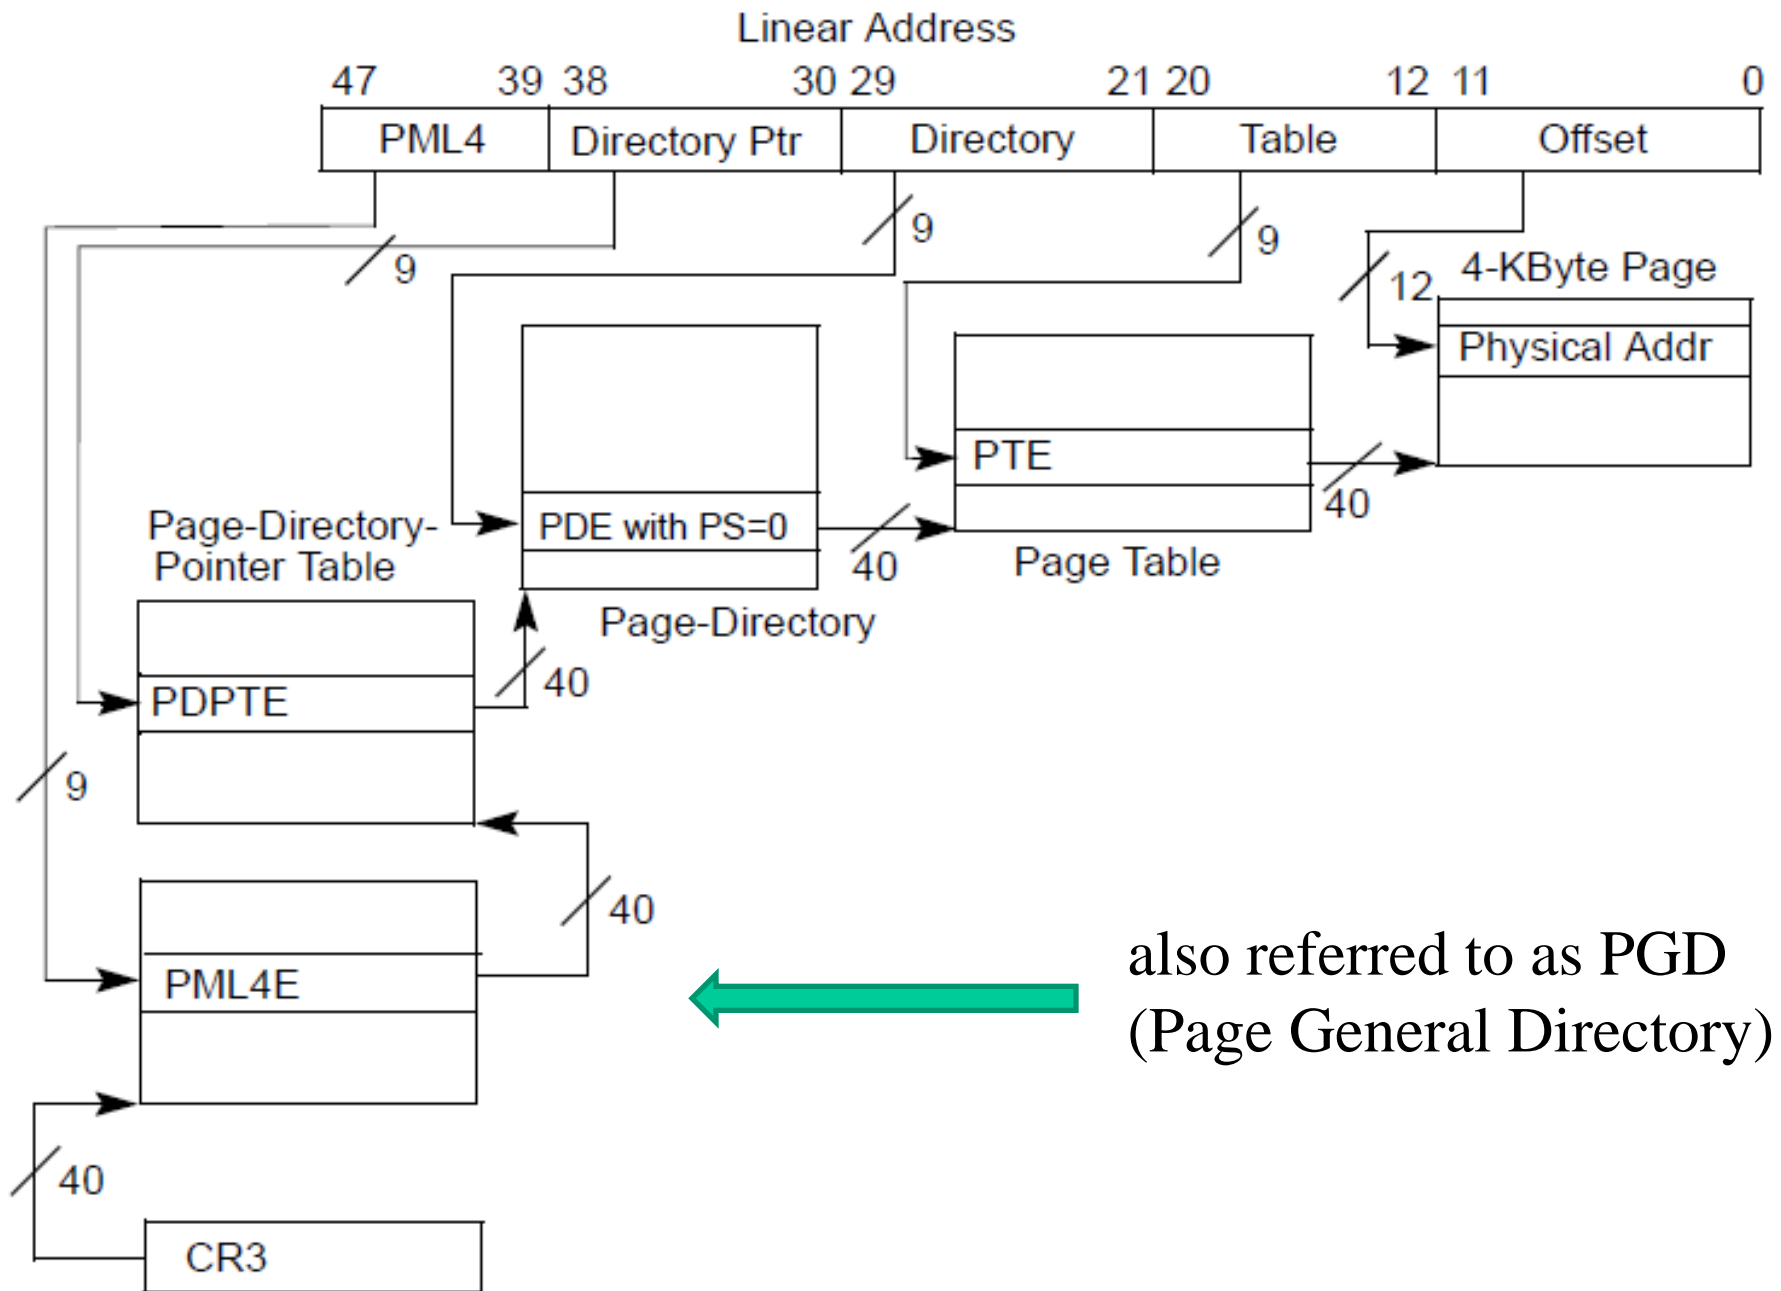 Linear Address
47 39 38 30 29 21 20 12 11 0
PML4 Directory Ptr Directory Table Offset
9
9
9
12
4-KByte Page
Physical Addr
PTE
40
Page Table
PDE with PS=0
40
Page-Directory
Page-Directory-
Pointer Table
PDPTE
40
9
40
PML4E
also referred to as PGD
(Page General Directory)
40
CR3